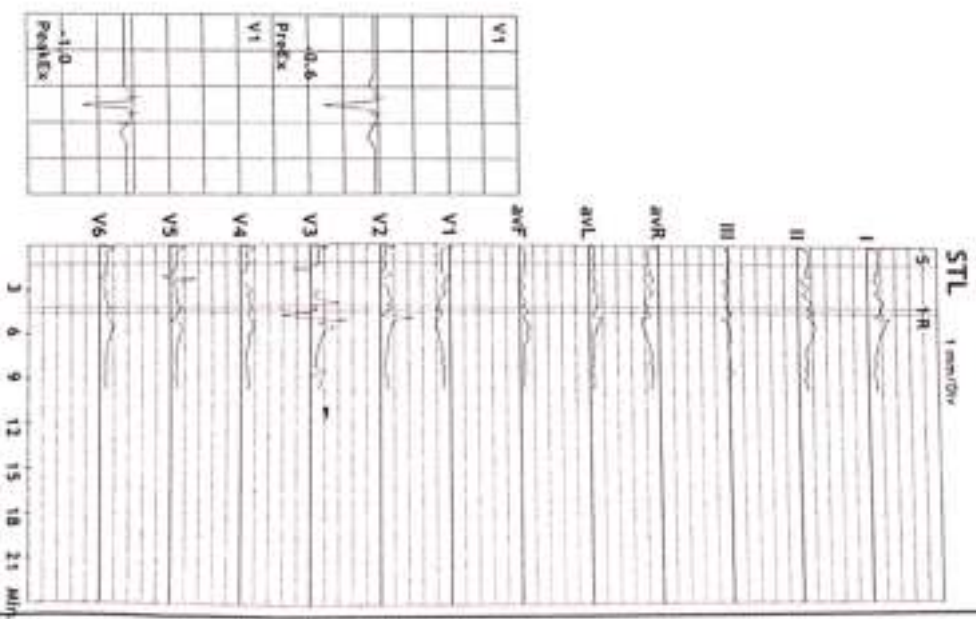 V1
-0.6
PreEx
V1
-1.0
PeakEx
STL 1 mm/Div
S 1R
I
II
III
avR
avL
avF
V1
V2
V3
V4
V5
V6
3 6 9 12 15 18 21 Min